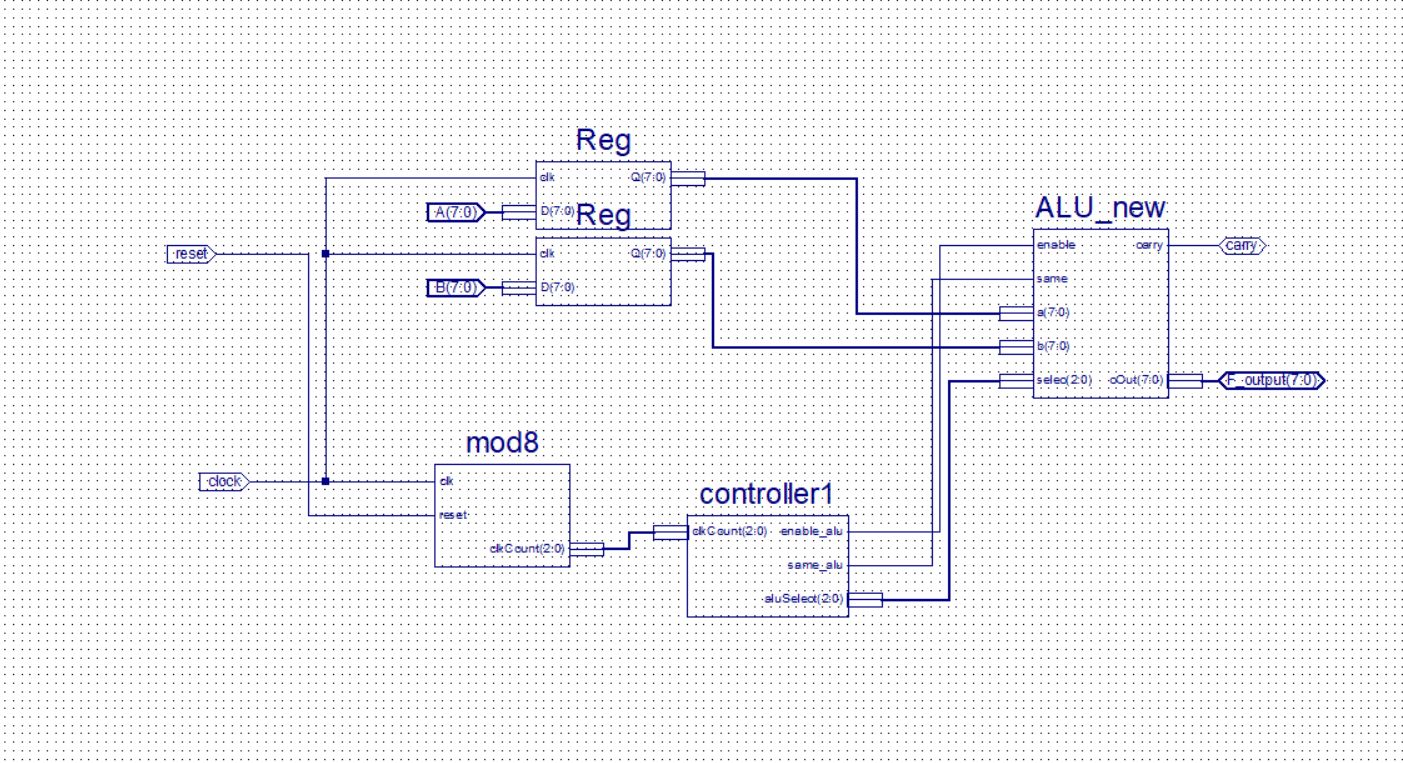 Reg
clk Q(7:0)
A(7:0) D(7:0)
Reg
reset clk Q(7:0)
B(7:0) D(7:0)
ALU_new
enable carry carry
same
a(7:0)
b(7:0)
selec(2:0) oOut(7:0) F_output(7:0)
mod8
clock clk
reset
clkCount(2:0)
controller1
clkCount(2:0) enable_alu
same_alu
aluSelect(2:0)